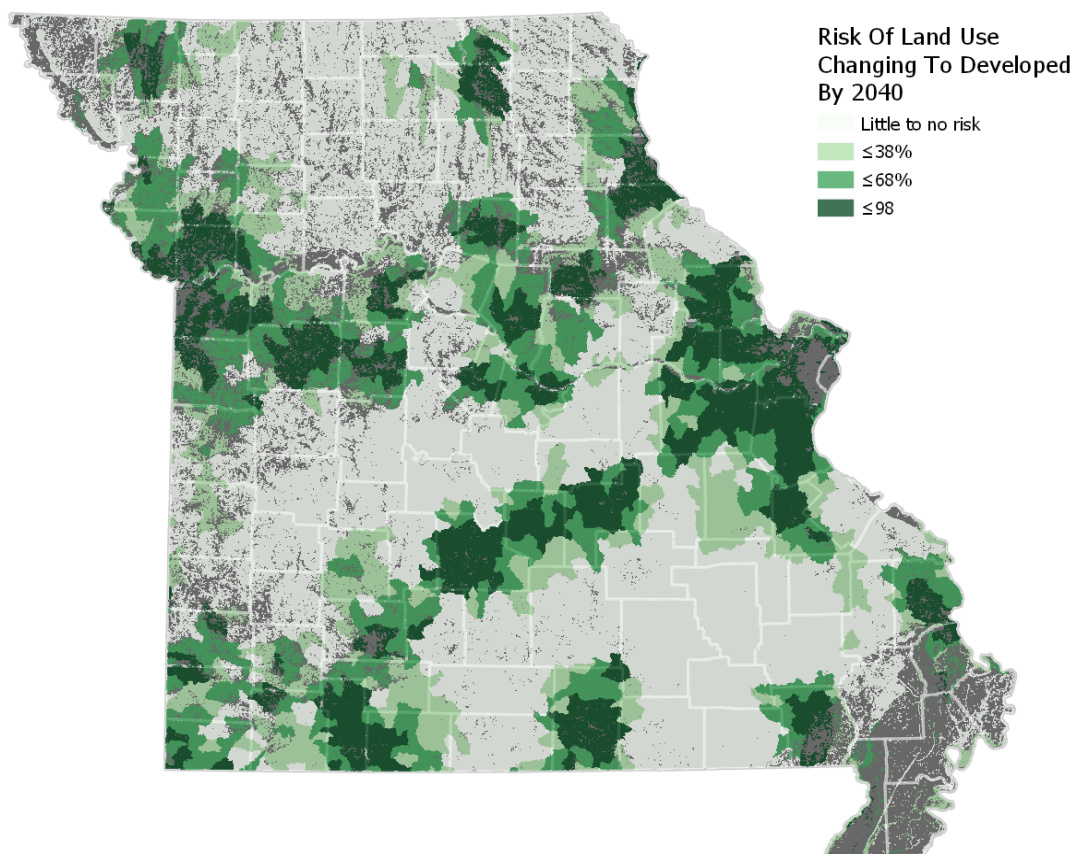 Risk Of Land Use
Changing To Developed
By 2040
Little to no risk
≤38%
≤68%
≤98